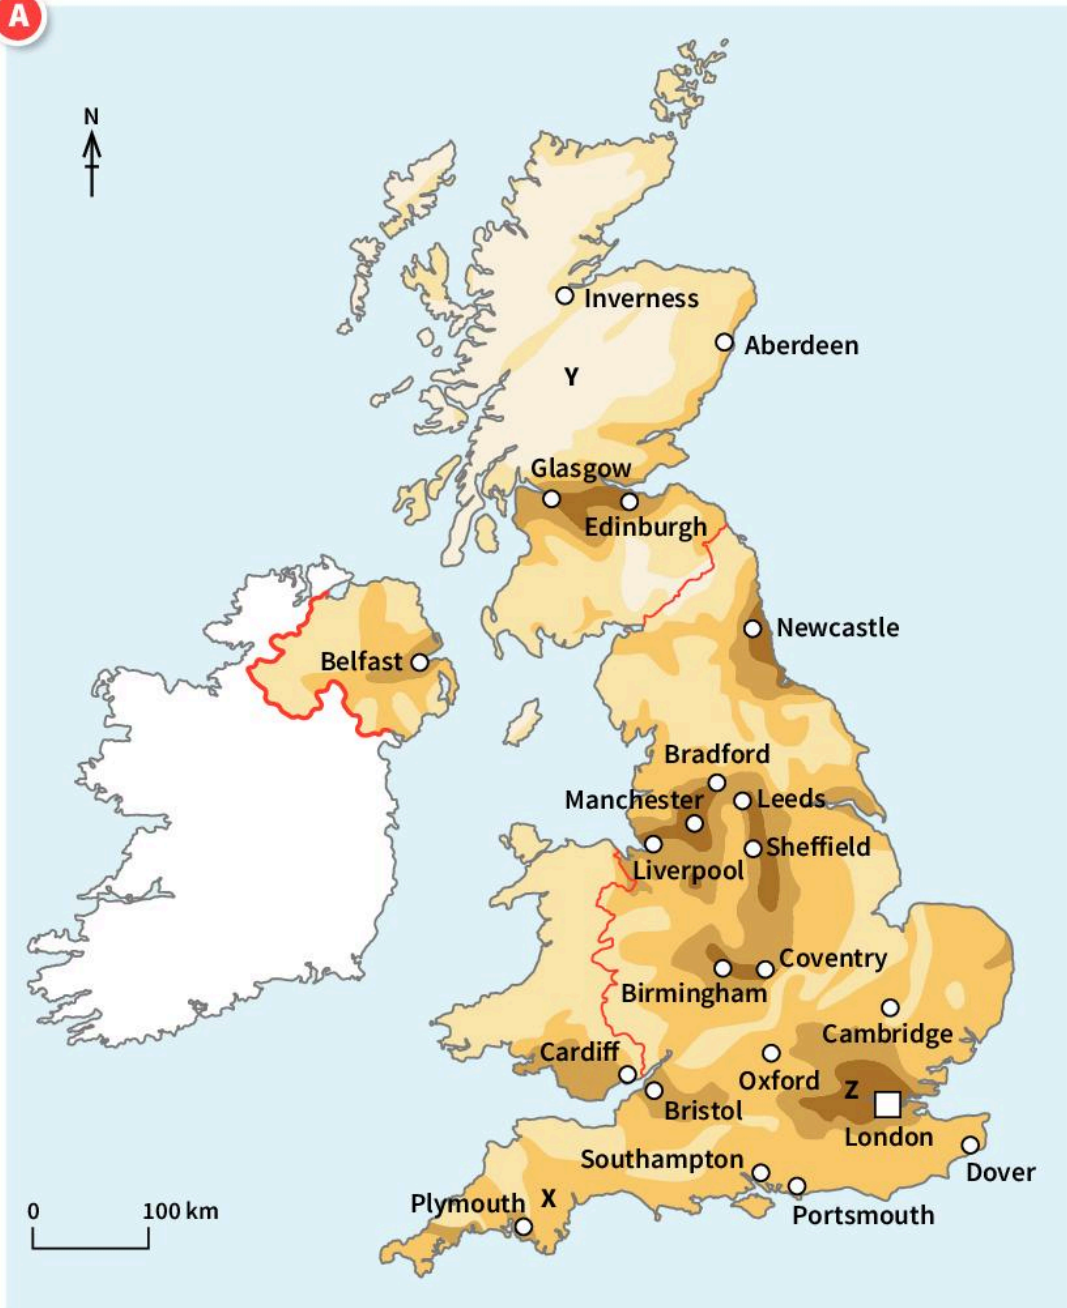 A
N
Inverness
Aberdeen
Y
Glasgow
Edinburgh
Newcastle
Belfast
Bradford
Manchester
Leeds
Sheffield
Liverpool
Coventry
Birmingham
Cambridge
Cardiff
Oxford
Z
Bristol
London
Southampton
Dover
Plymouth
X
Portsmouth
0 100 km